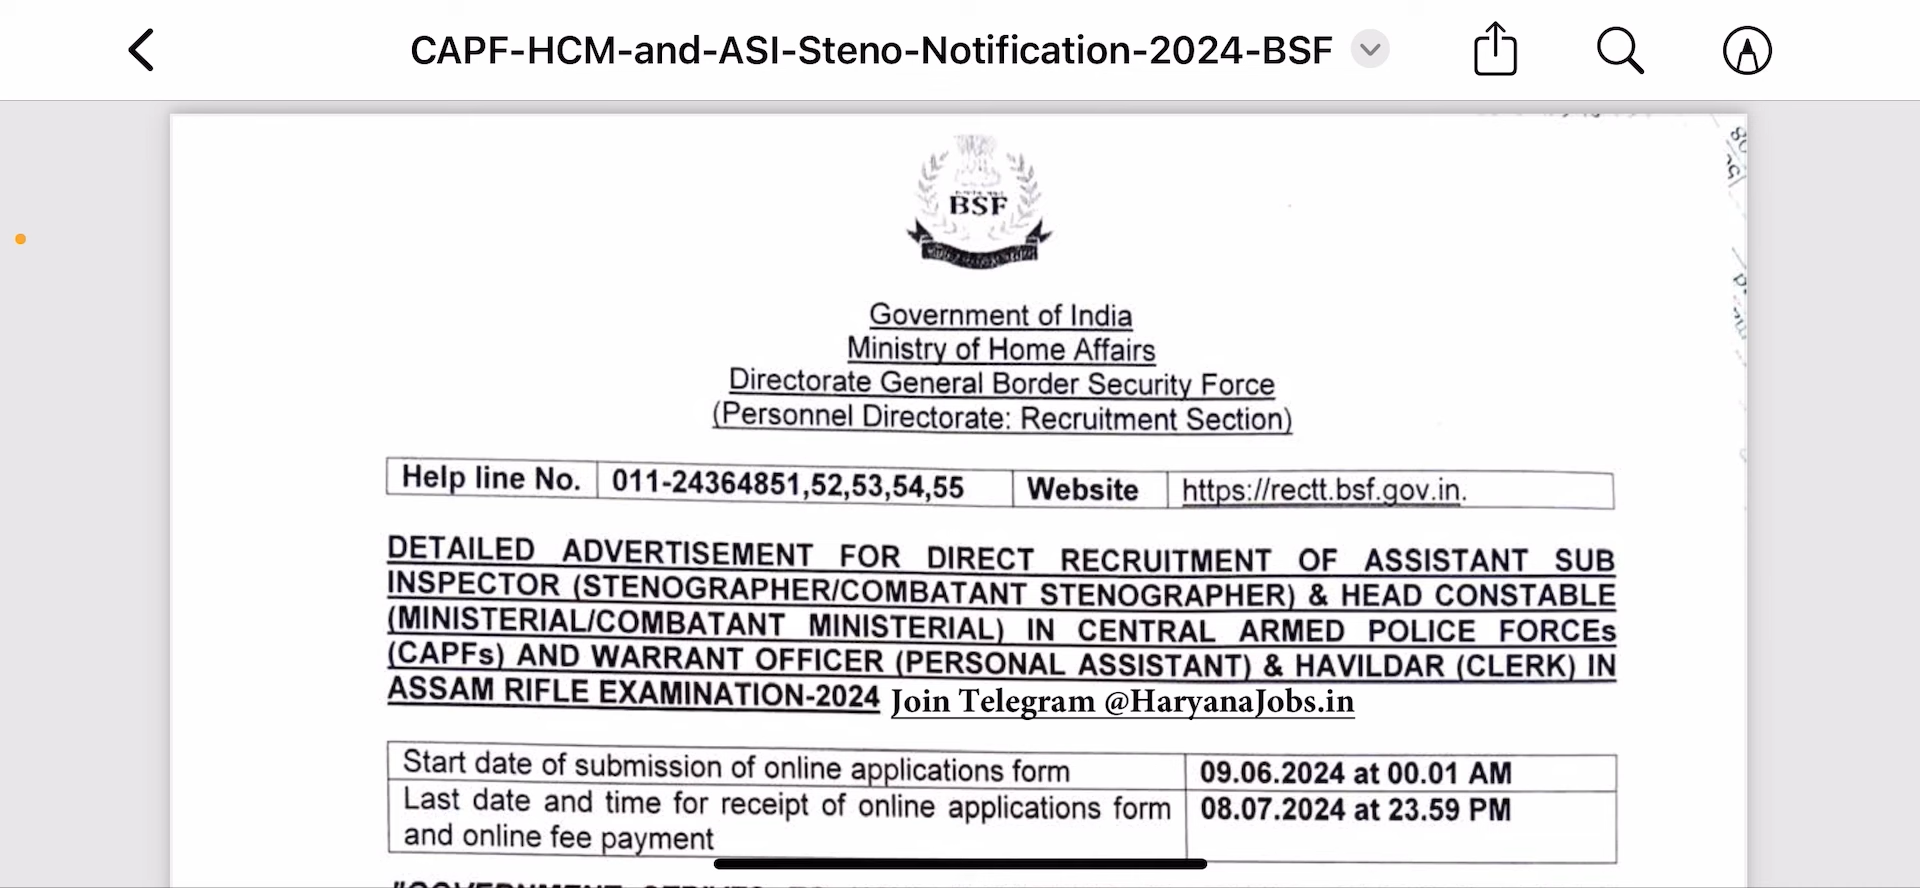 CAPF-HCM-and-ASI-Steno-Notification-2024-BSF
BSF
Government of India
Ministry of Home Affairs
Directorate General Border Security Force
(Personnel Directorate: Recruitment Section)
Help line No. 011-24364851,52,53,54,55 Website https://rectt.bsf.gov.in.
DETAILED ADVERTISEMENT FOR DIRECT RECRUITMENT OF ASSISTANT SUB
INSPECTOR (STENOGRAPHER/COMBATANT STENOGRAPHER) & HEAD CONSTABLE
(MINISTERIAL/COMBATANT MINISTERIAL) IN CENTRAL ARMED POLICE FORCEs
(CAPFs) AND WARRANT OFFICER (PERSONAL ASSISTANT) & HAVILDAR (CLERK) IN
ASSAM RIFLE EXAMINATION-2024 Join Telegram @HaryanaJobs.in
Start date of submission of online applications form 09.06.2024 at 00.01 AM
Last date and time for receipt of online applications form 08.07.2024 at 23.59 PM
and online fee payment